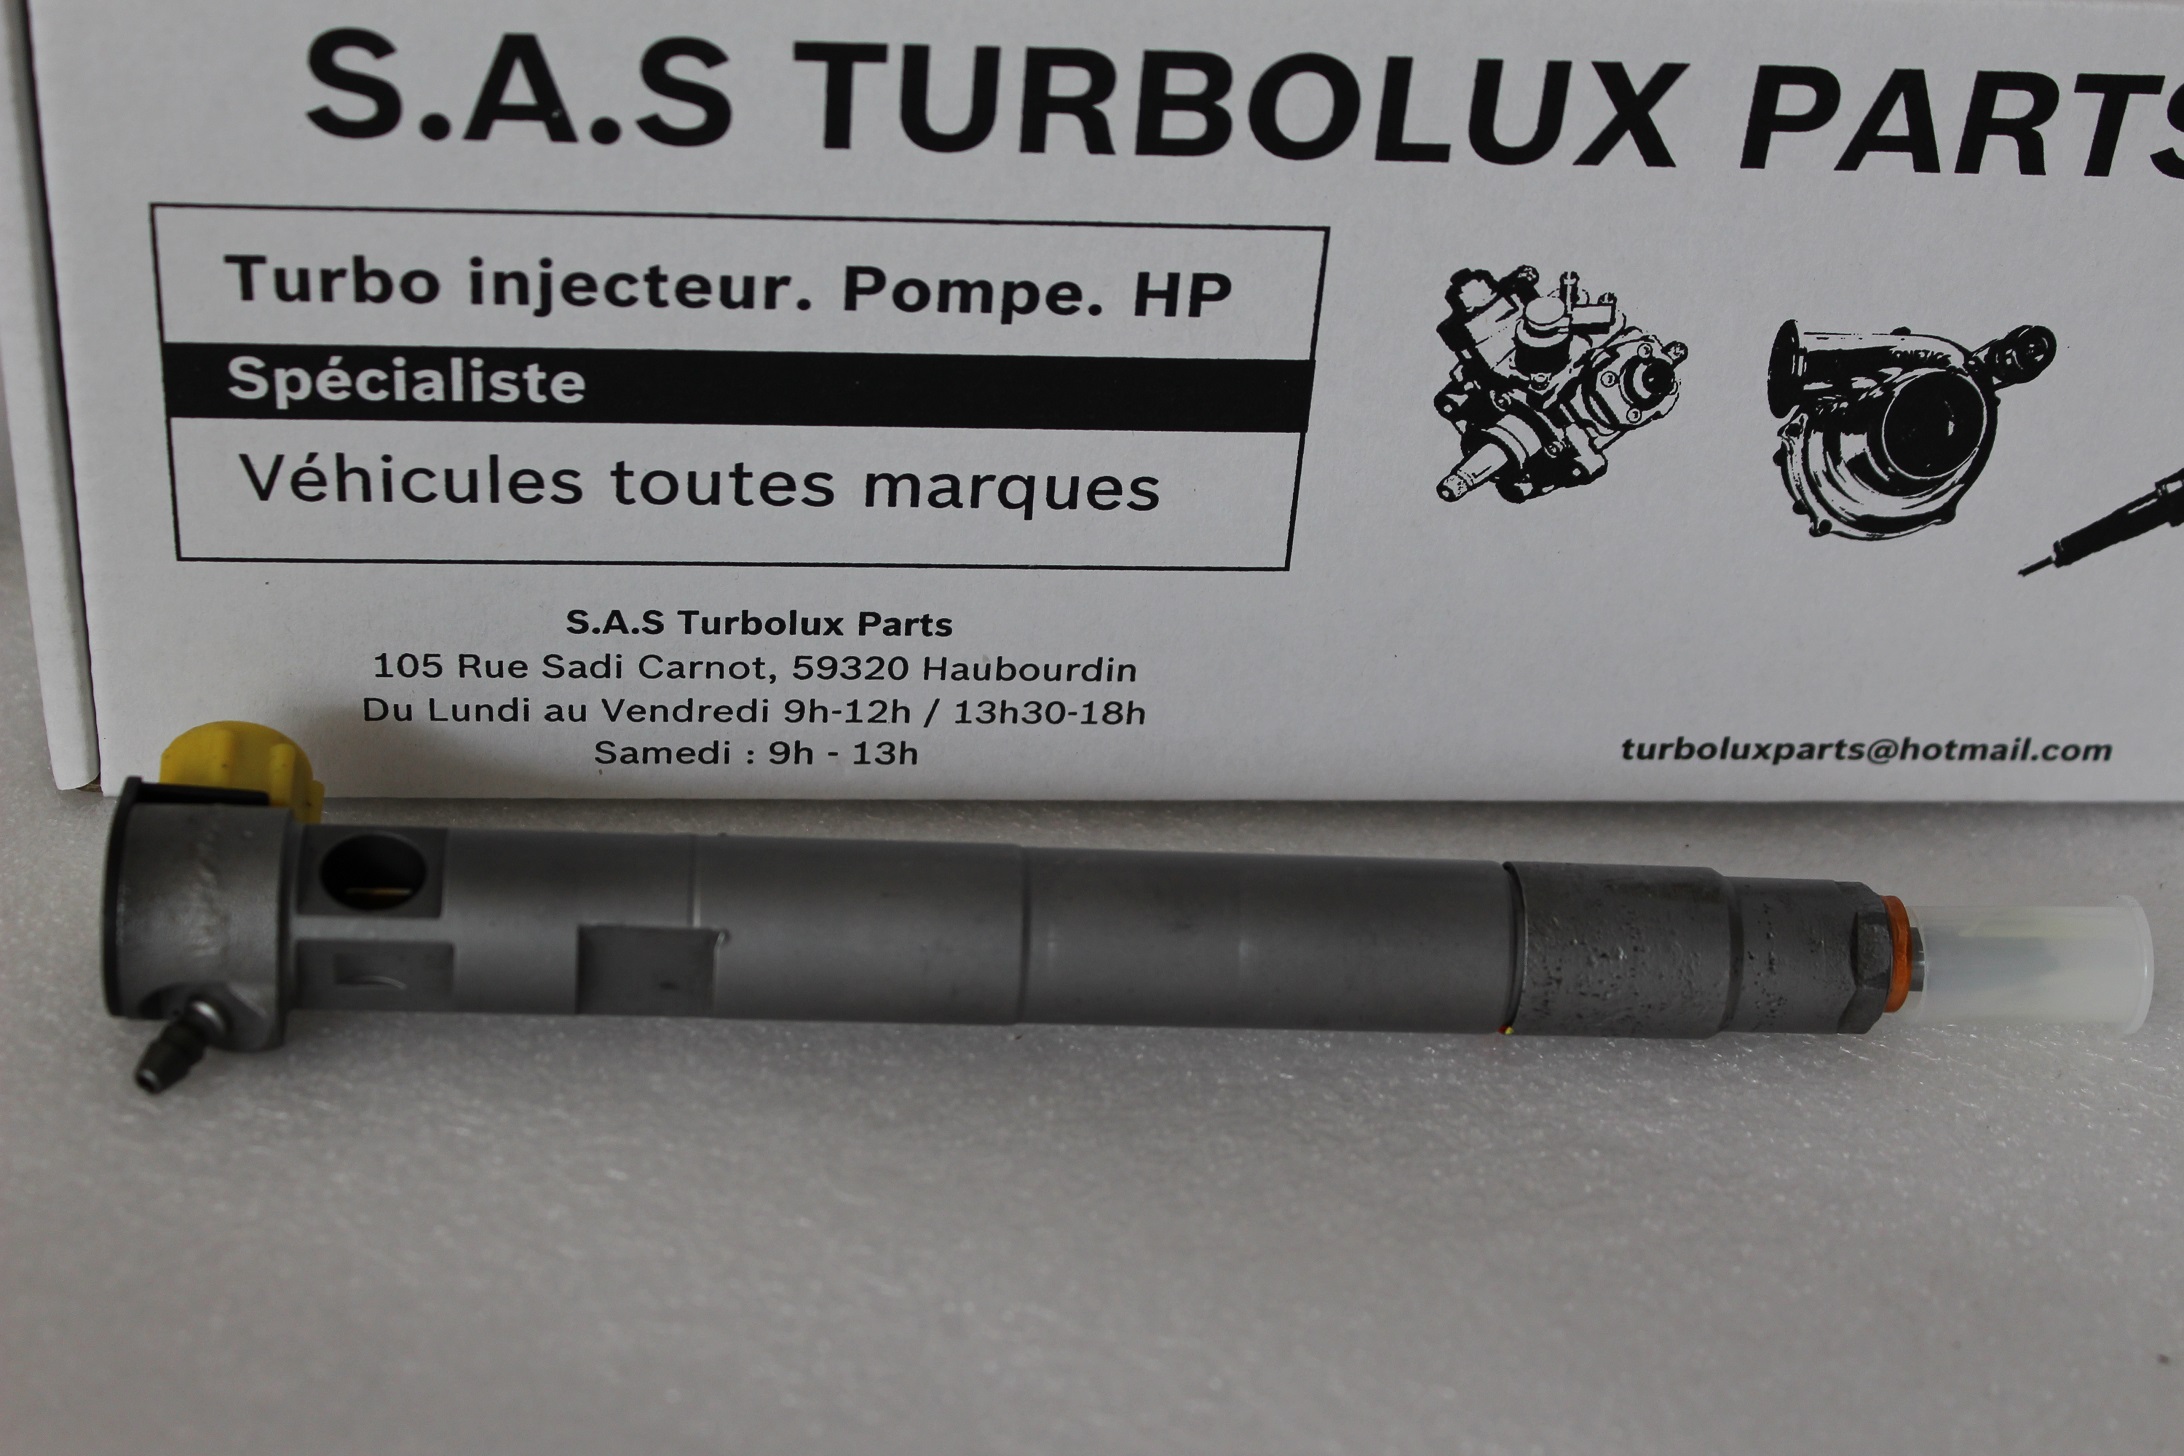 S.A.S TURBOLUX PARTS
Turbo injecteur. Pompe. HP
Spécialiste
Véhicules toutes marques
S.A.S Turbolux Parts
105 Rue Sadi Carnot, 59320 Haubourdin
Du Lundi au Vendredi 9h-12h / 13h30-18h
Samedi : 9h - 13h
turboluxparts@hotmail.com